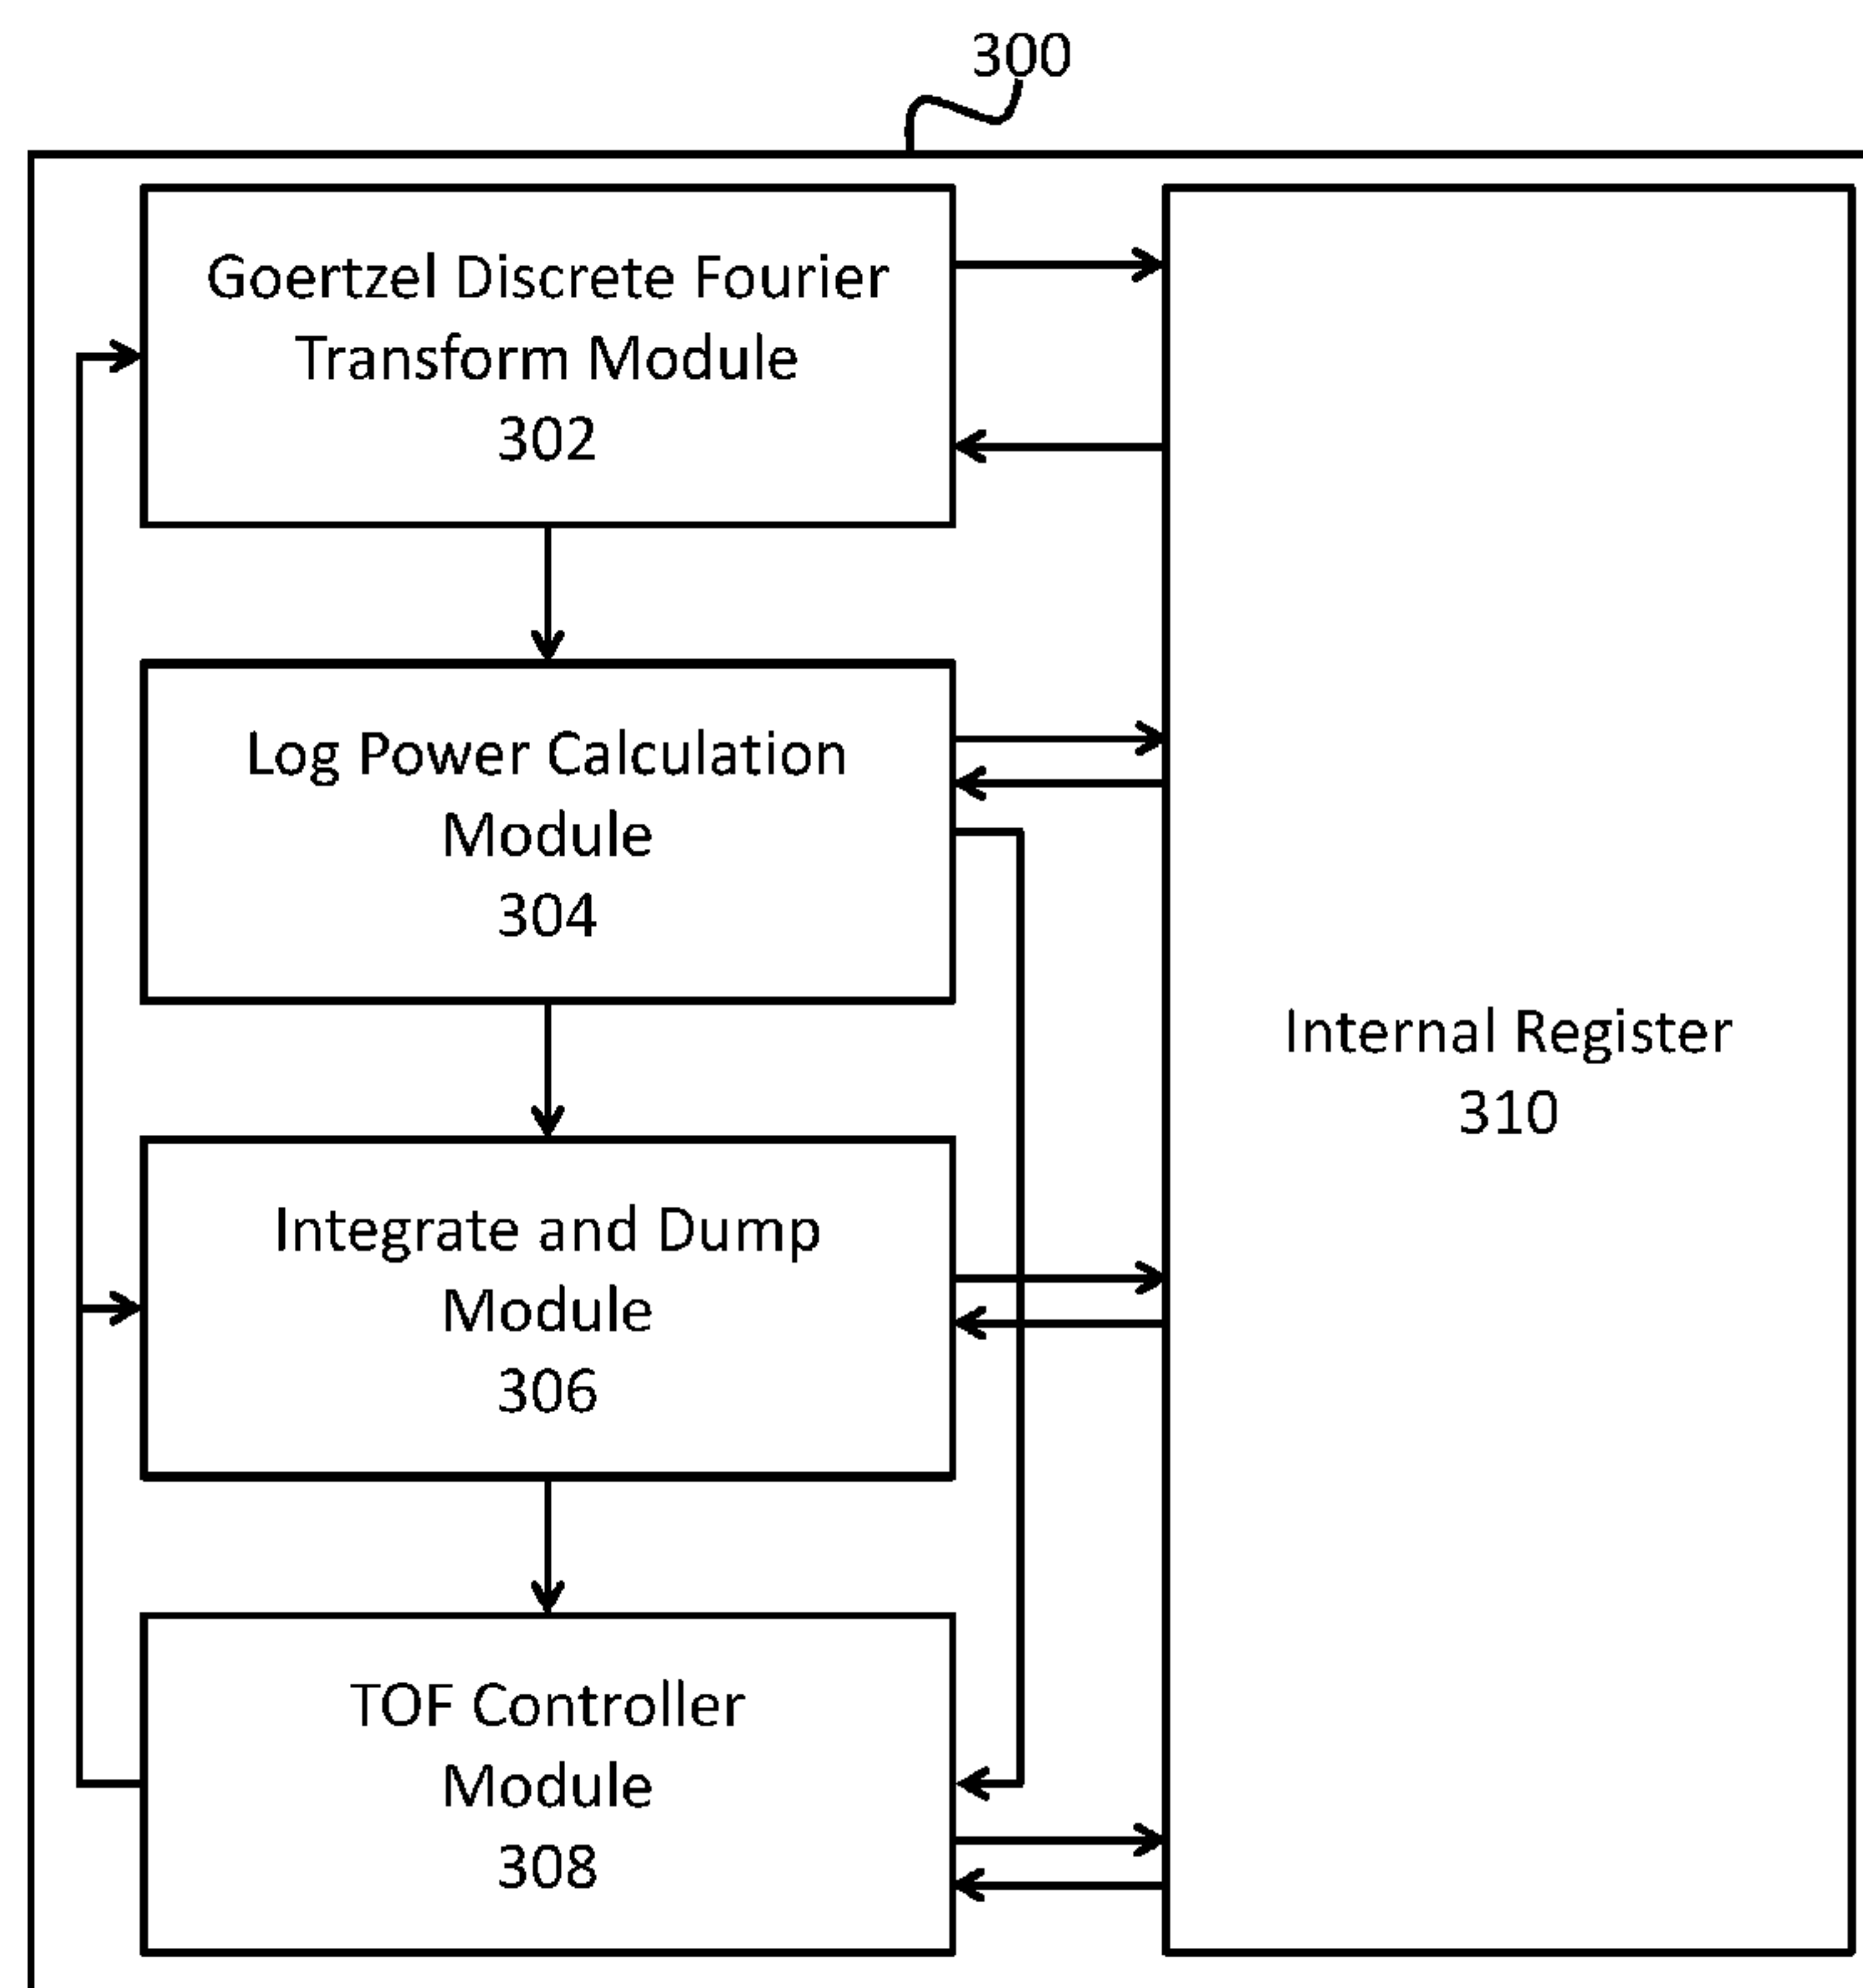 300
Goertzel Discrete Fourier
Transform Module
302
Log Power Calculation
Module
304
Integrate and Dump
Module
306
TOF Controller
Module
308
Internal Register
310